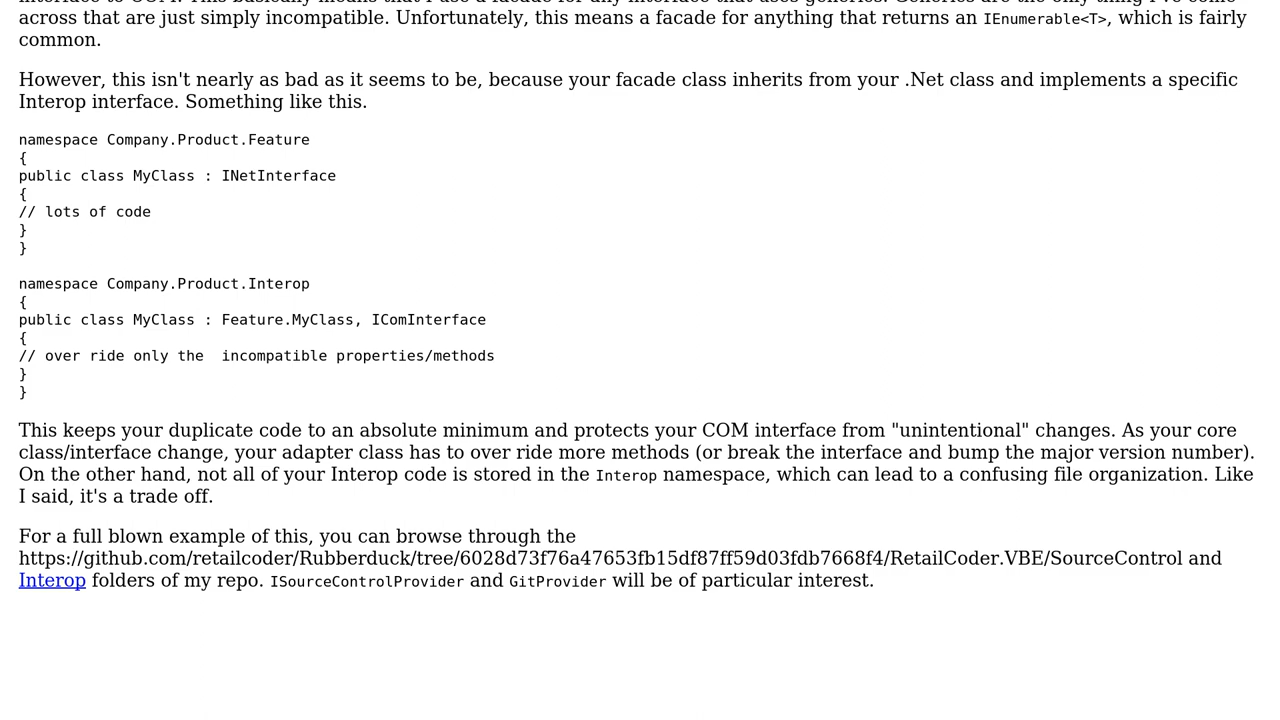 across that are just simply incompatible. Unfortunately, this means a facade for anything that returns an IEnumerable<T>, which is fairly
common.
However, this isn't nearly as bad as it seems to be, because your facade class inherits from your .Net class and implements a specific
Interop interface. Something like this.
namespace Company.Product.Feature
{
public class MyClass : INetInterface
{
// lots of code
}
}
namespace Company.Product.Interop
{
public class MyClass : Feature.MyClass, IComInterface
{
// over ride only the  incompatible properties/methods
}
}
This keeps your duplicate code to an absolute minimum and protects your COM interface from "unintentional" changes. As your core
class/interface change, your adapter class has to over ride more methods (or break the interface and bump the major version number).
On the other hand, not all of your Interop code is stored in the Interop namespace, which can lead to a confusing file organization. Like
I said, it's a trade off.
For a full blown example of this, you can browse through the
https://github.com/retailcoder/Rubberduck/tree/6028d73f76a47653fb15df87ff59d03fdb7668f4/RetailCoder.VBE/SourceControl and
Interop folders of my repo. ISourceControlProvider and GitProvider will be of particular interest.